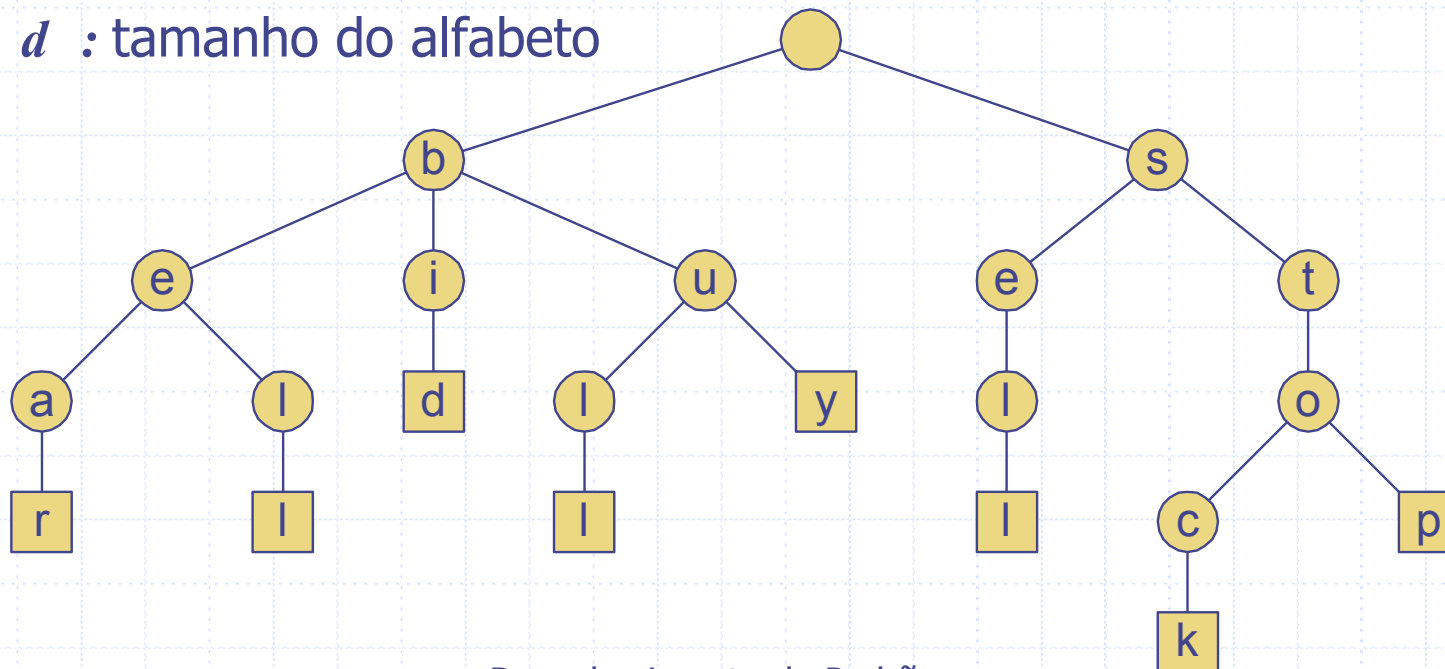 d : tamanho do alfabeto
b s
e i u e t
a l d l y l o
r l l l c p
k